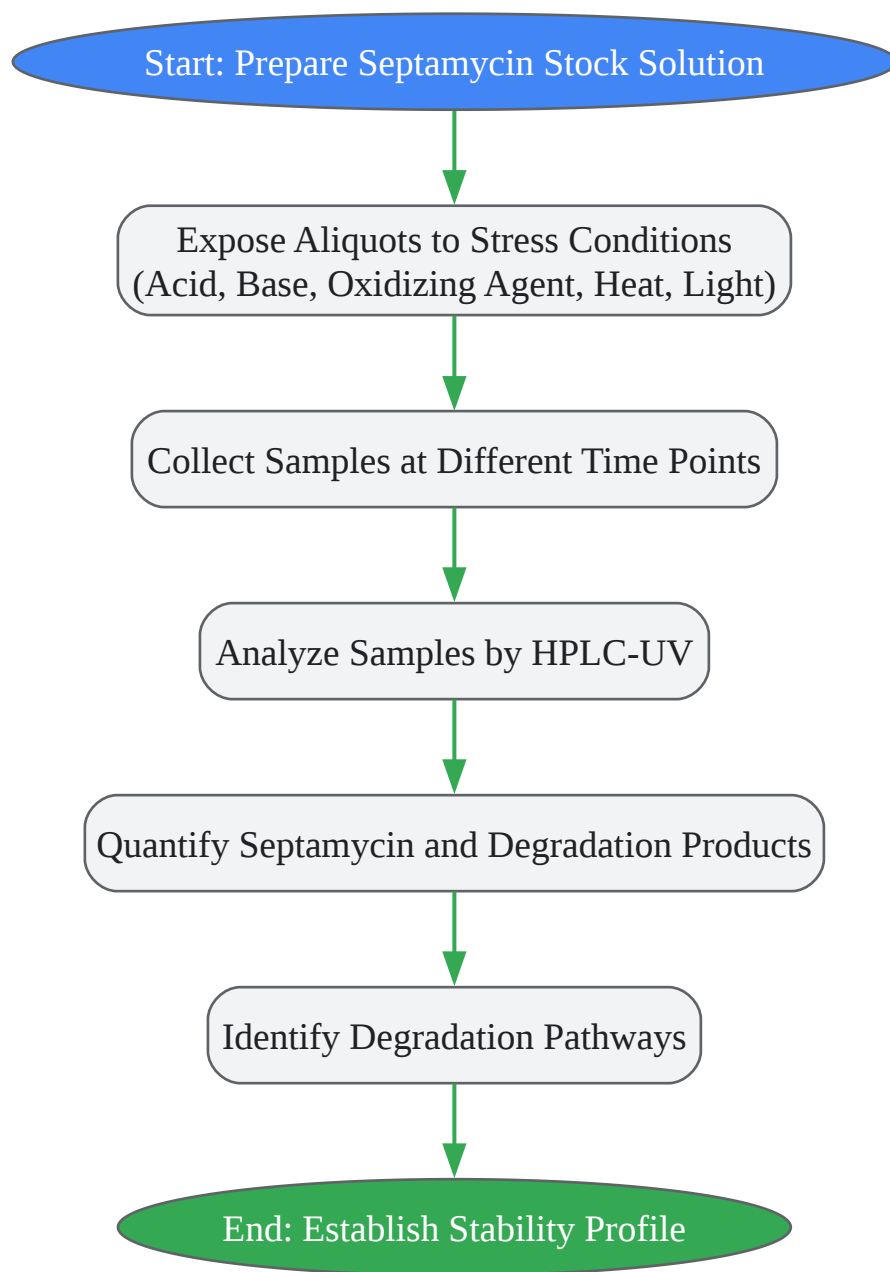 Start: Prepare Septamycin Stock Solution
Expose Aliquots to Stress Conditions
(Acid, Base, Oxidizing Agent, Heat, Light)
Collect Samples at Different Time Points
Analyze Samples by HPLC-UV
Quantify Septamycin and Degradation Products
Identify Degradation Pathways
End: Establish Stability Profile